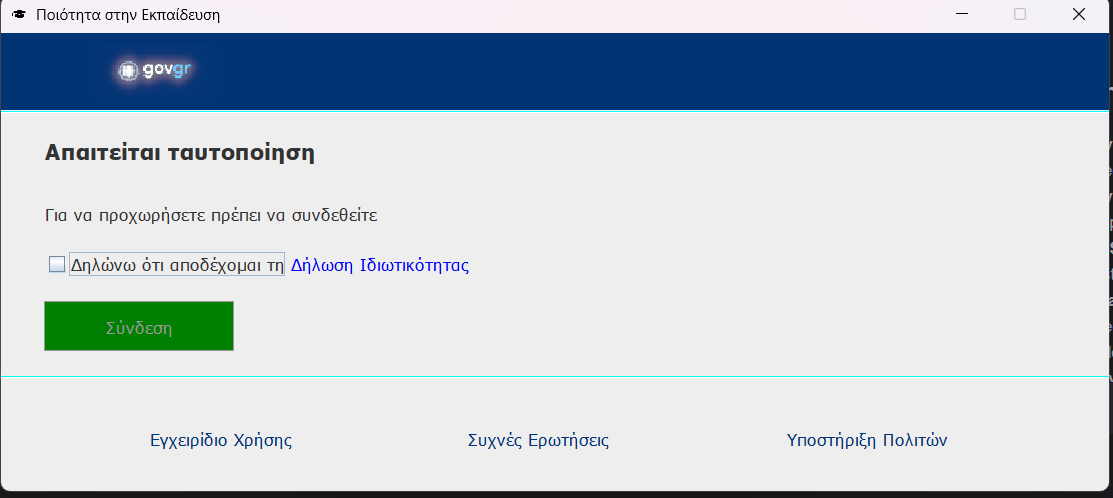 Ποιότητα στην Εκπαίδευση
govgr
Απαιτείται ταυτοποίηση
Για να προχωρήσετε πρέπει να συνδεθείτε
Δηλώνω ότι αποδέχομαι τη Δήλωση Ιδιωτικότητας
Σύνδεση
Εγχειρίδιο Χρήσης Συχνές Ερωτήσεις Υποστήριξη Πολιτών